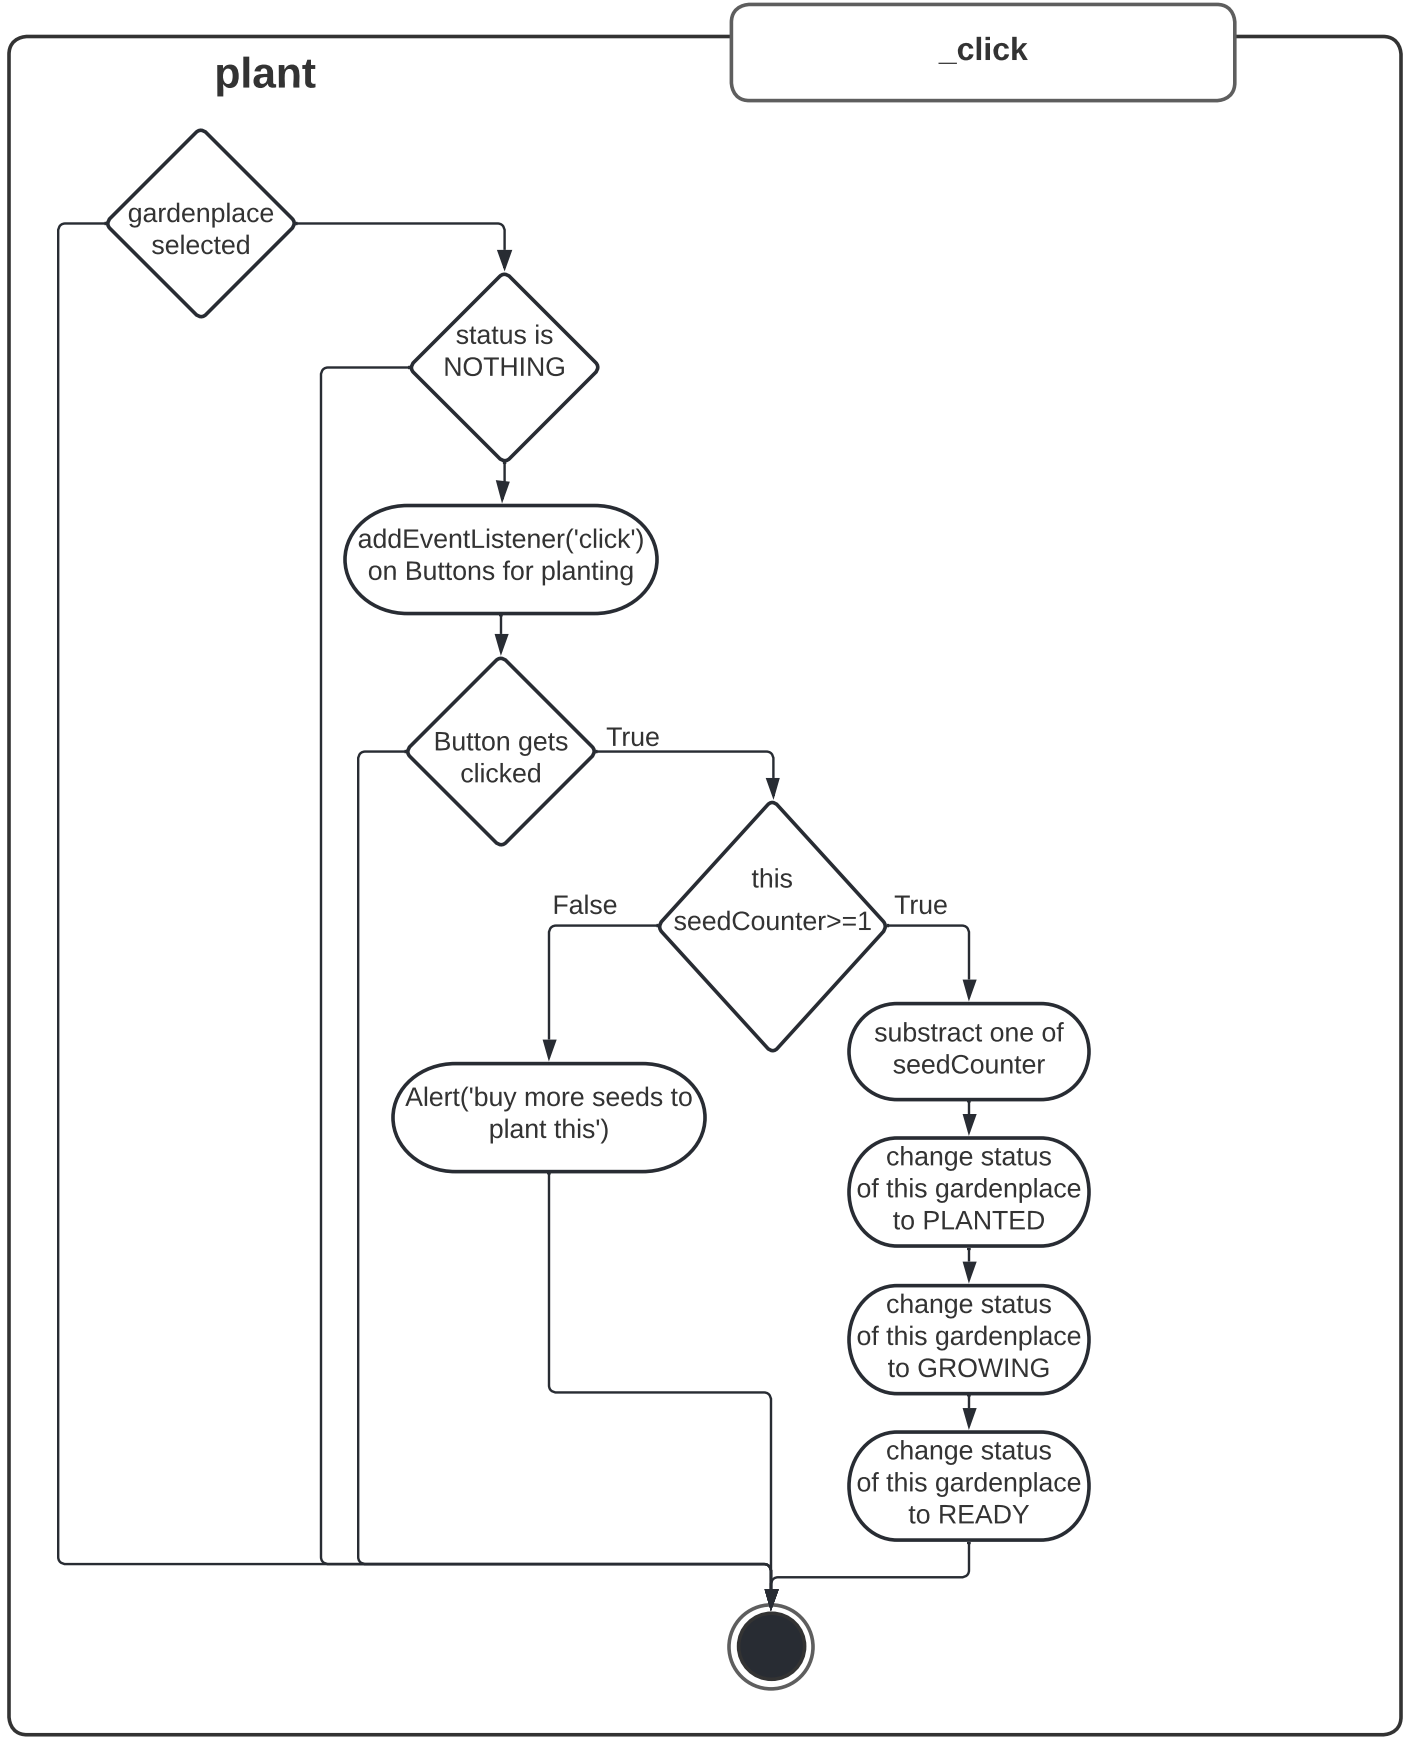 _click
plant
gardenplace
selected
status is
NOTHING
addEventListener('click')
on Buttons for planting
Button gets
clicked
True
this
seedCounter>=1
False
True
substract one of
seedCounter
Alert('buy more seeds to
plant this')
change status
of this gardenplace
to PLANTED
change status
of this gardenplace
to GROWING
change status
of this gardenplace
to READY